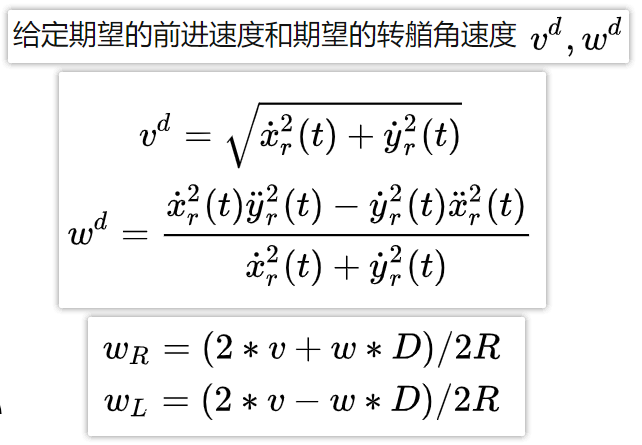 给定期望的前进速度和期望的转艏角速度 $v^d, w^d$
$v^d = \sqrt{\dot{x}_r^2(t) + \dot{y}_r^2(t)}$
$w^d = \frac{\dot{x}_r^2(t)\ddot{y}_r^2(t) - \dot{y}_r^2(t)\ddot{x}_r^2(t)}{\dot{x}_r^2(t) + \dot{y}_r^2(t)}$
$w_R = (2 * v + w * D)/2R$
$w_L = (2 * v - w * D)/2R$